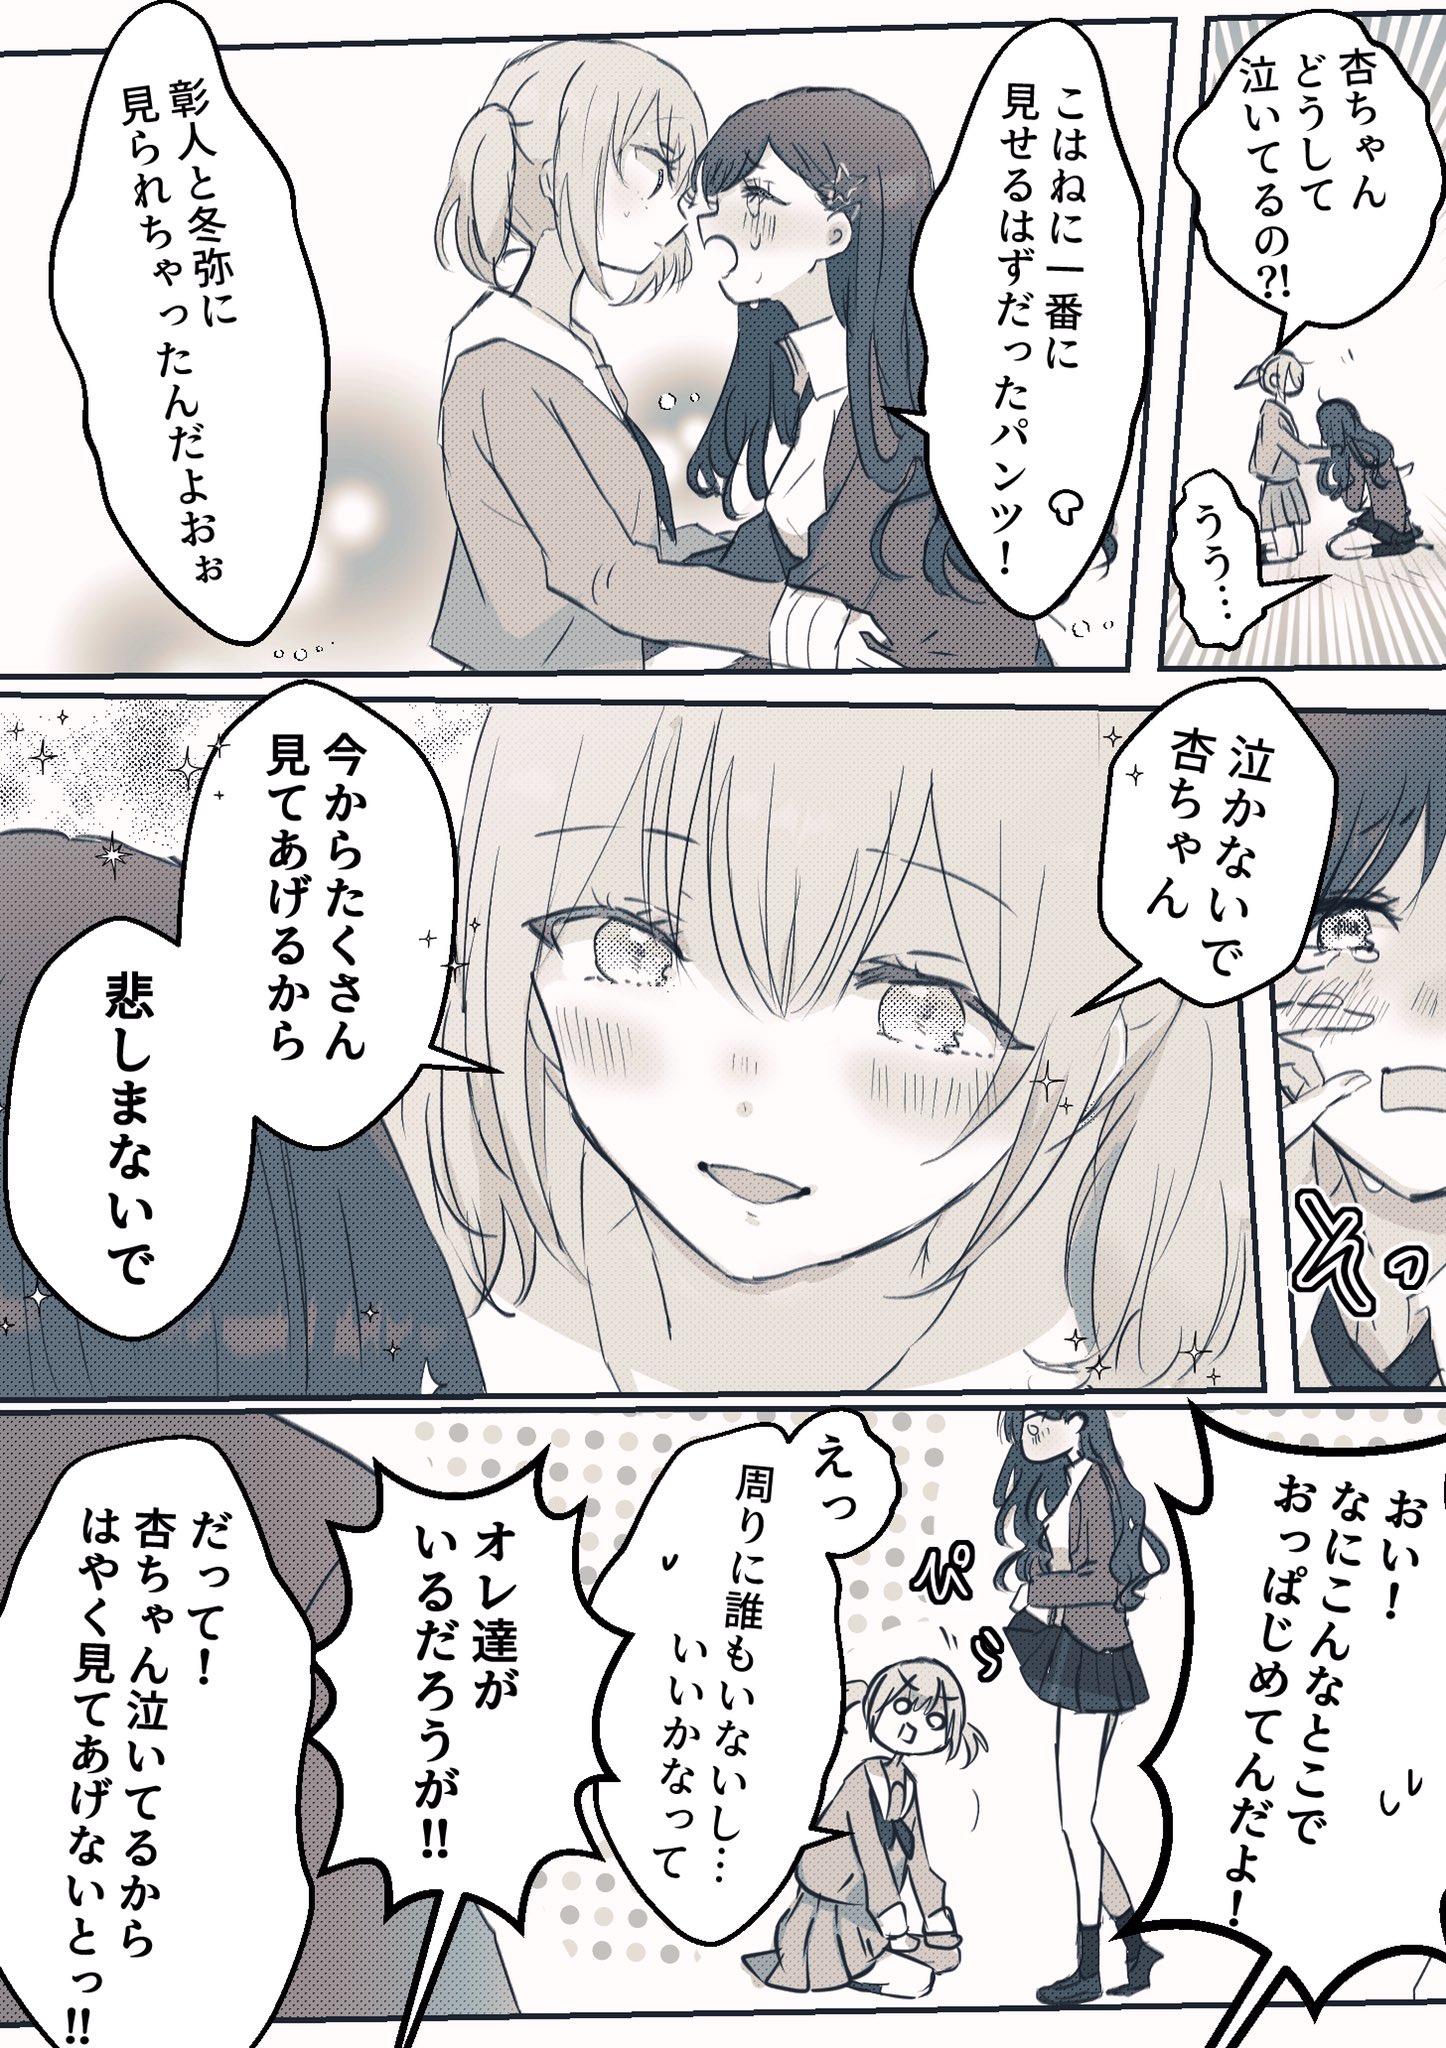 杏ちゃん
どうして
泣いてるの?!
うう…
こはねに一番に
見せるはずだったパンツ!
彰人と冬弥に
見られちゃったんだよおぉ
泣かないで
杏ちゃん
そっ
今からたくさん
見てあげるから
悲しまないで
おい!
なにこんなとこで
おっぱじめてんだよ!
ぴら
えっ
周りに誰もいないし…
いいかなって
オレ達が
いるだろうが!!
だって!
杏ちゃん泣いてるから
はやく見てあげないとっ!!